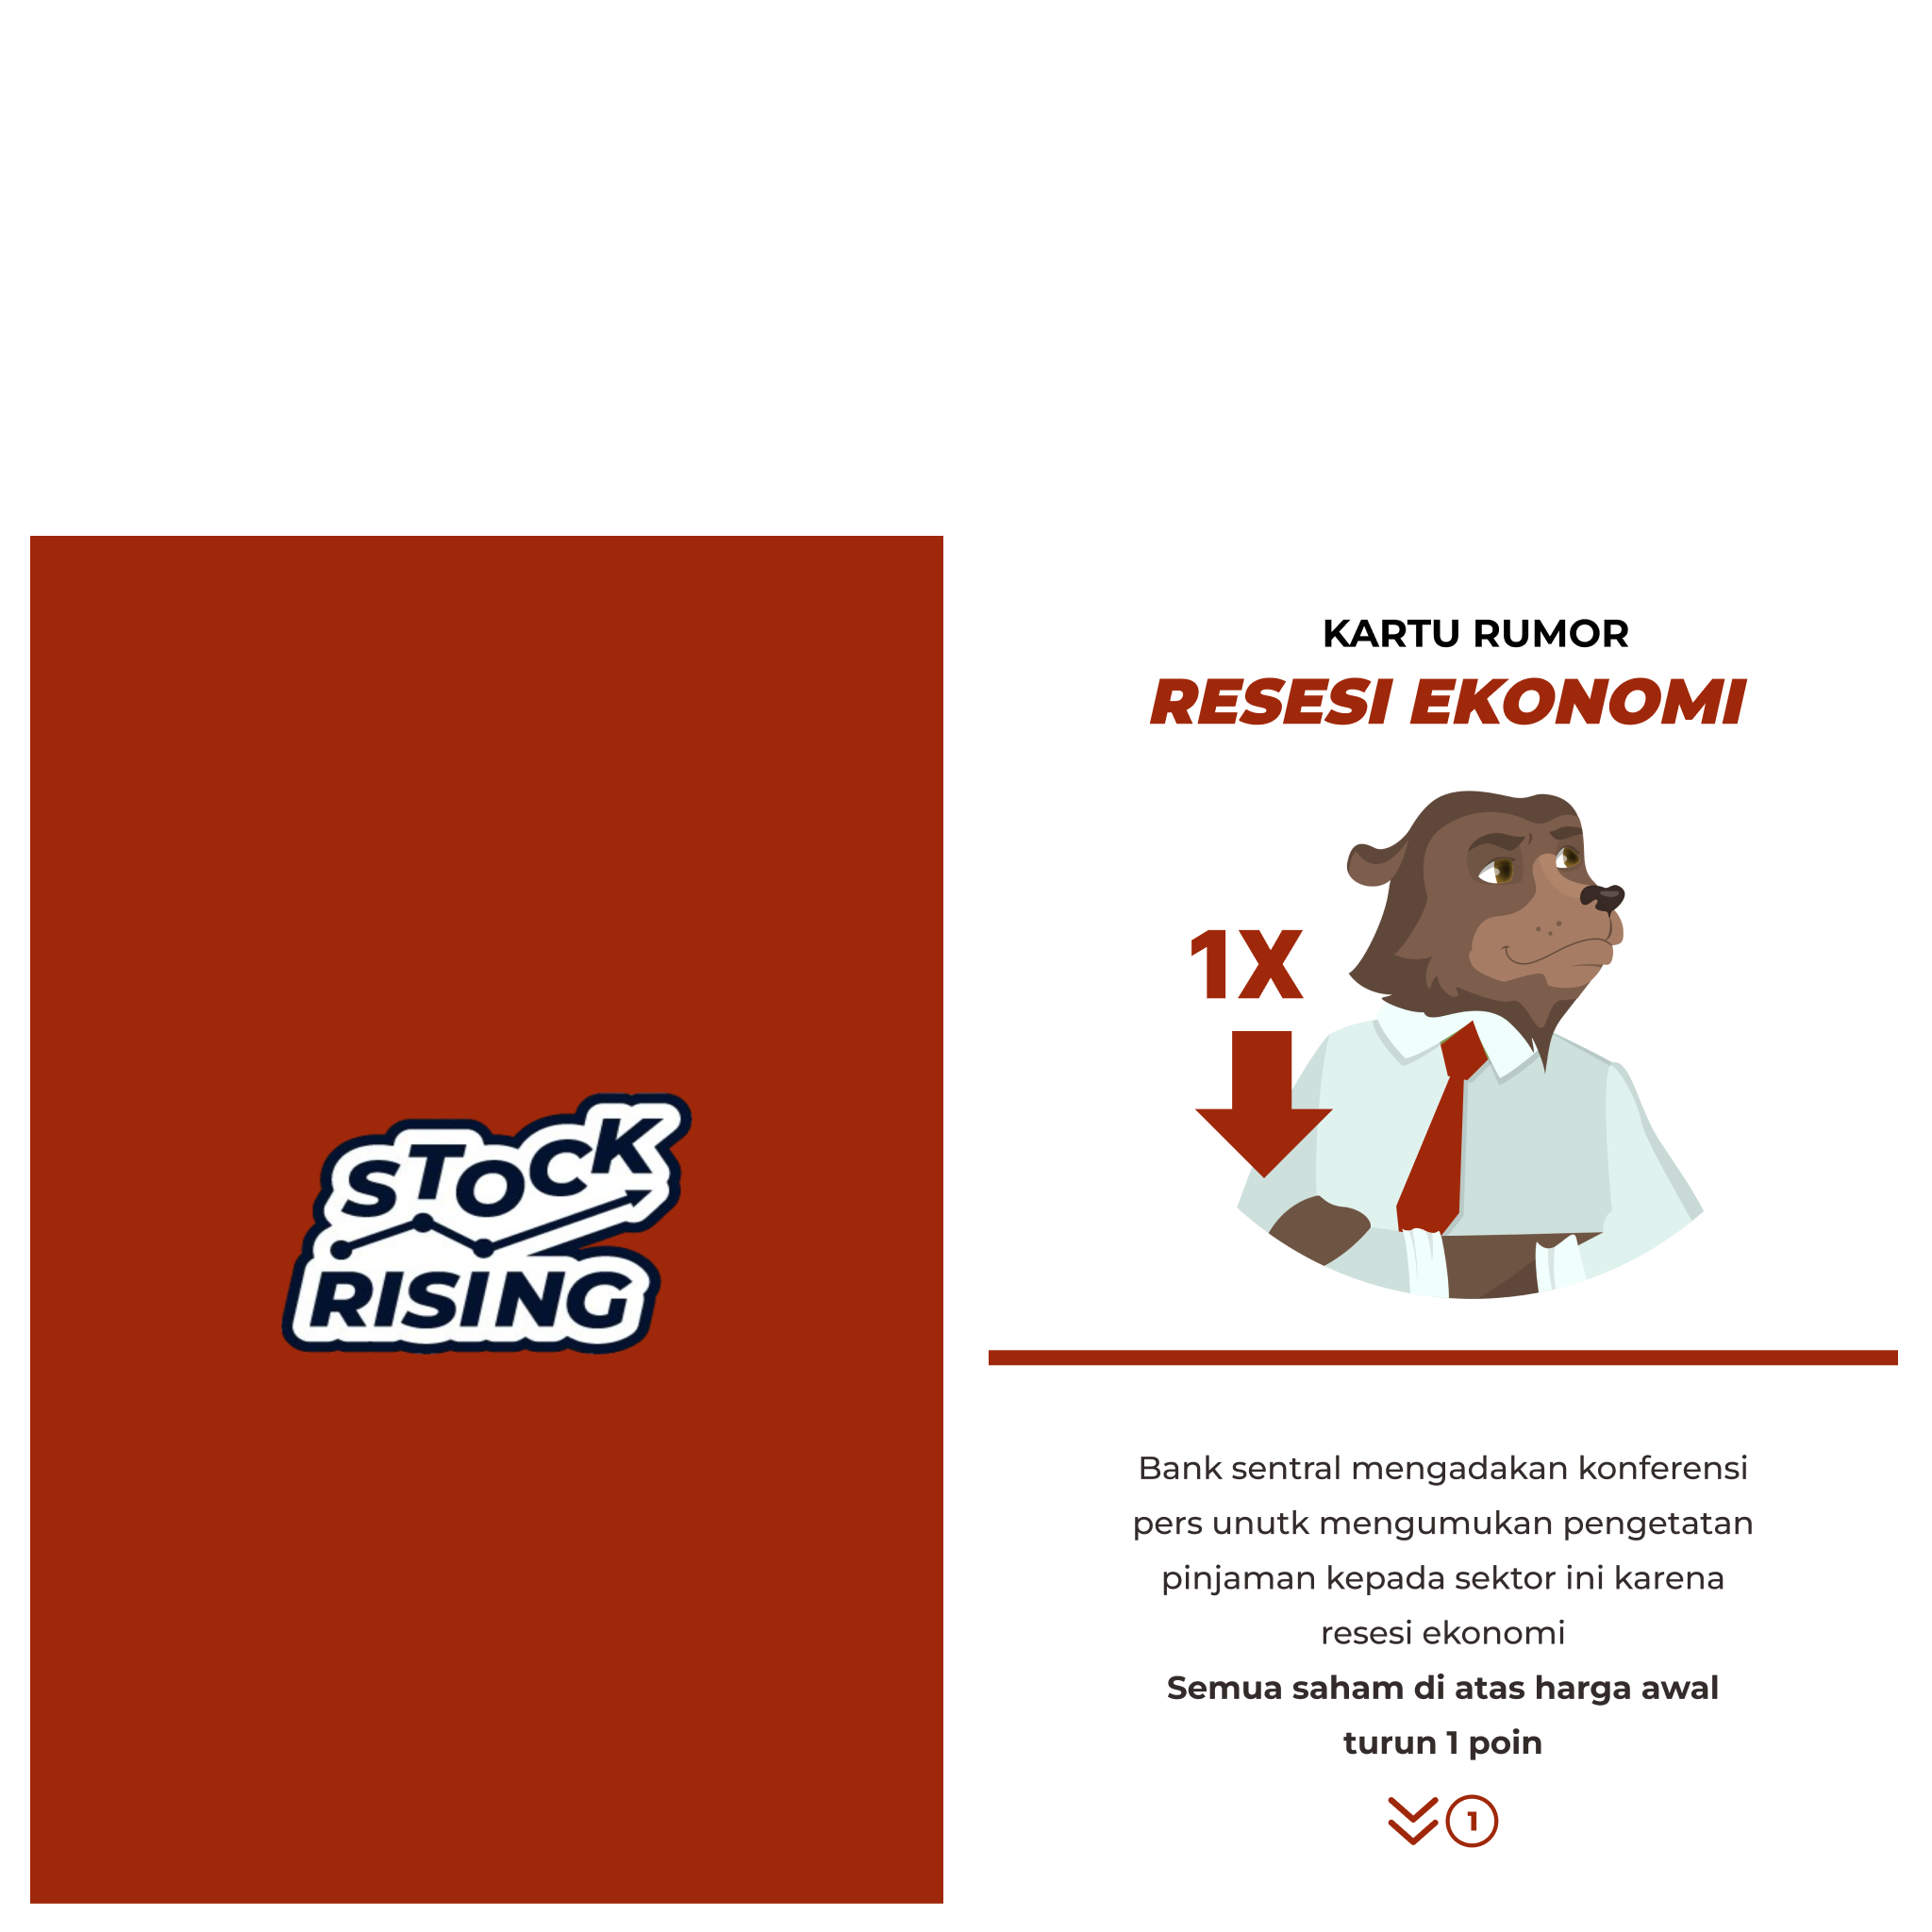 STOCK
RISING
KARTU RUMOR
RESESI EKONOMI
1X
Bank sentral mengadakan konferensi
pers unutk mengumukan pengetatan
pinjaman kepada sektor ini karena
resesi ekonomi
Semua saham di atas harga awal
turun 1 poin
1